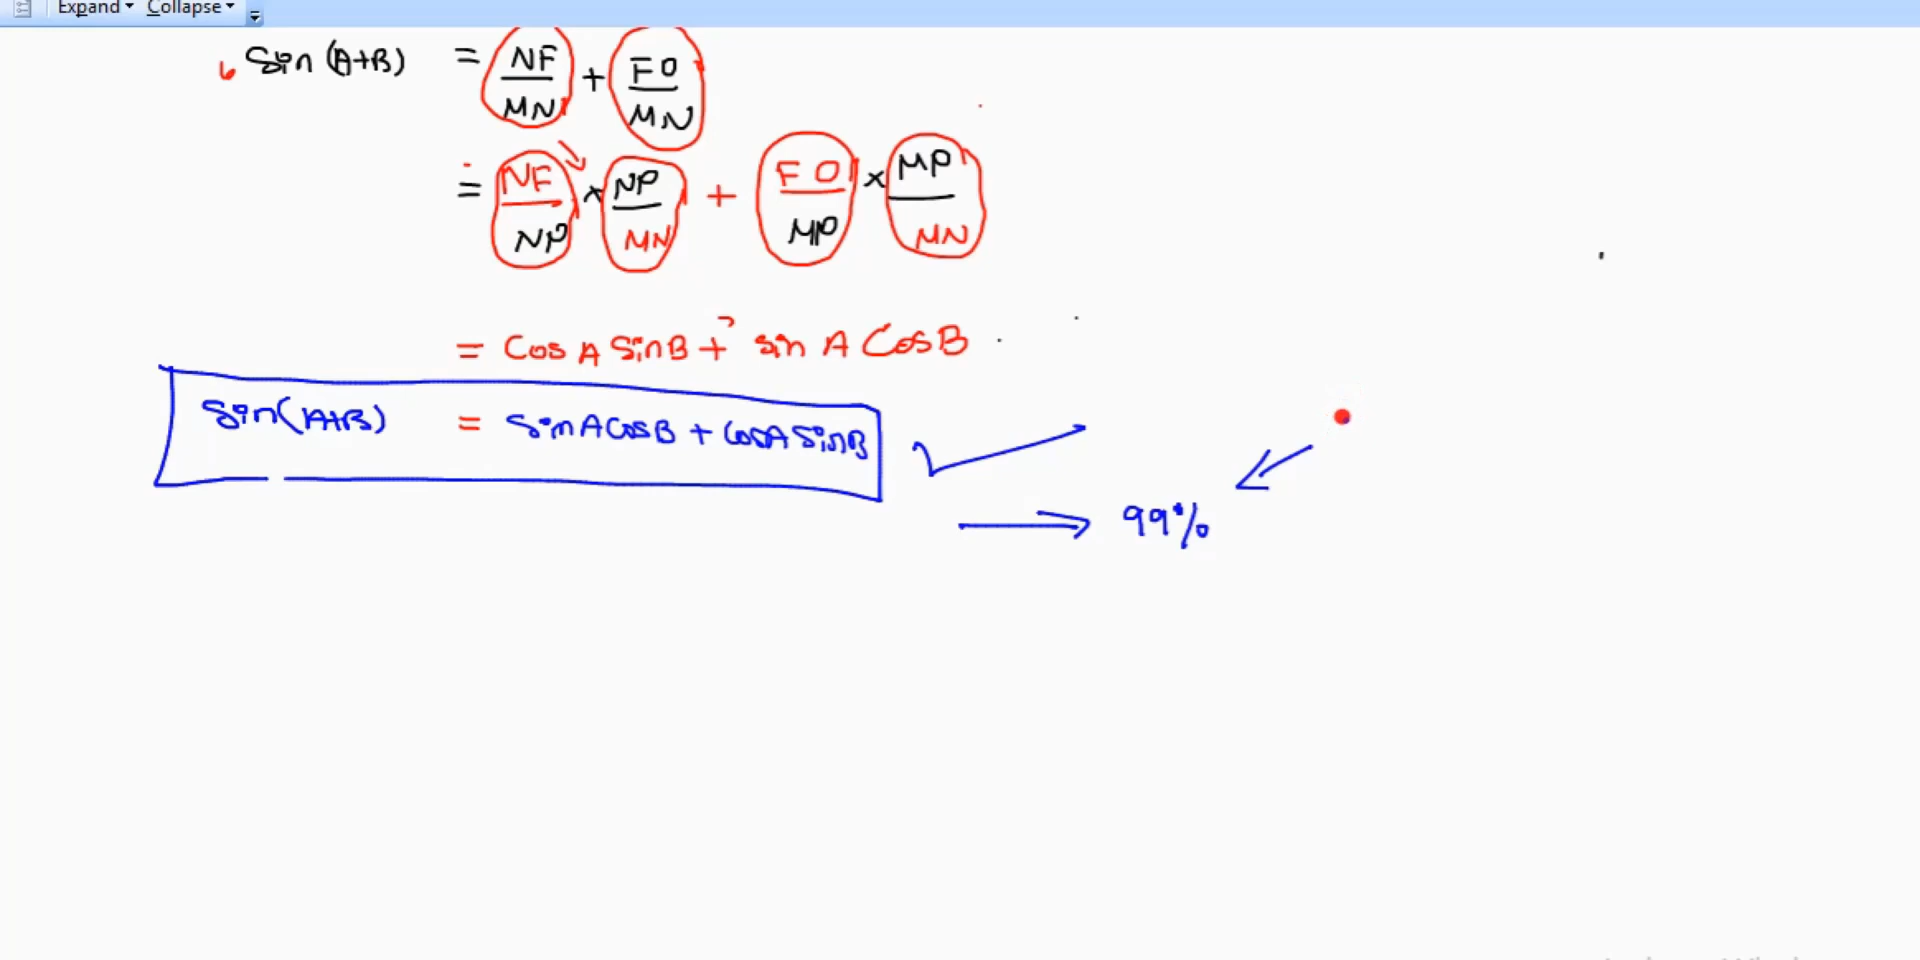 Expand Collapse
Sin (A+B) = NF/MN + FO/MN
= NF/NP × NP/MN + FO/MP × MP/MN
= Cos A Sin B + sin A Cos B
Sin(A+B) = Sin A Cos B + Cos A Sin B
99%